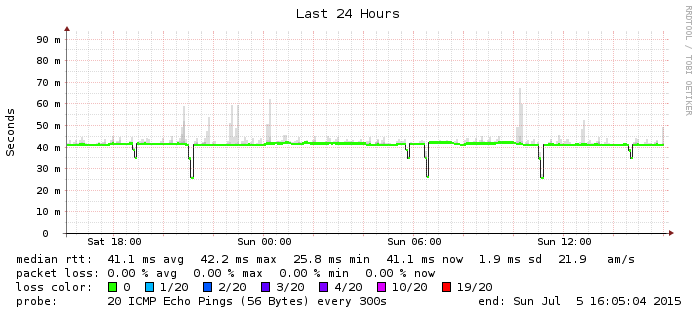 Last 24 Hours
RRDTOOL / TOBI OETIKER
Seconds
90 m
80 m
70 m
60 m
50 m
40 m
30 m
20 m
10 m
0
Sat 18:00 Sun 00:00 Sun 06:00 Sun 12:00
median rtt: 41.1 ms avg 42.2 ms max 25.8 ms min 41.1 ms now 1.9 ms sd 21.9 am/s
packet loss: 0.00 % avg 0.00 % max 0.00 % min 0.00 % now
loss color: 0 1/20 2/20 3/20 4/20 10/20 19/20
probe: 20 ICMP Echo Pings (56 Bytes) every 300s end: Sun Jul 5 16:05:04 2015